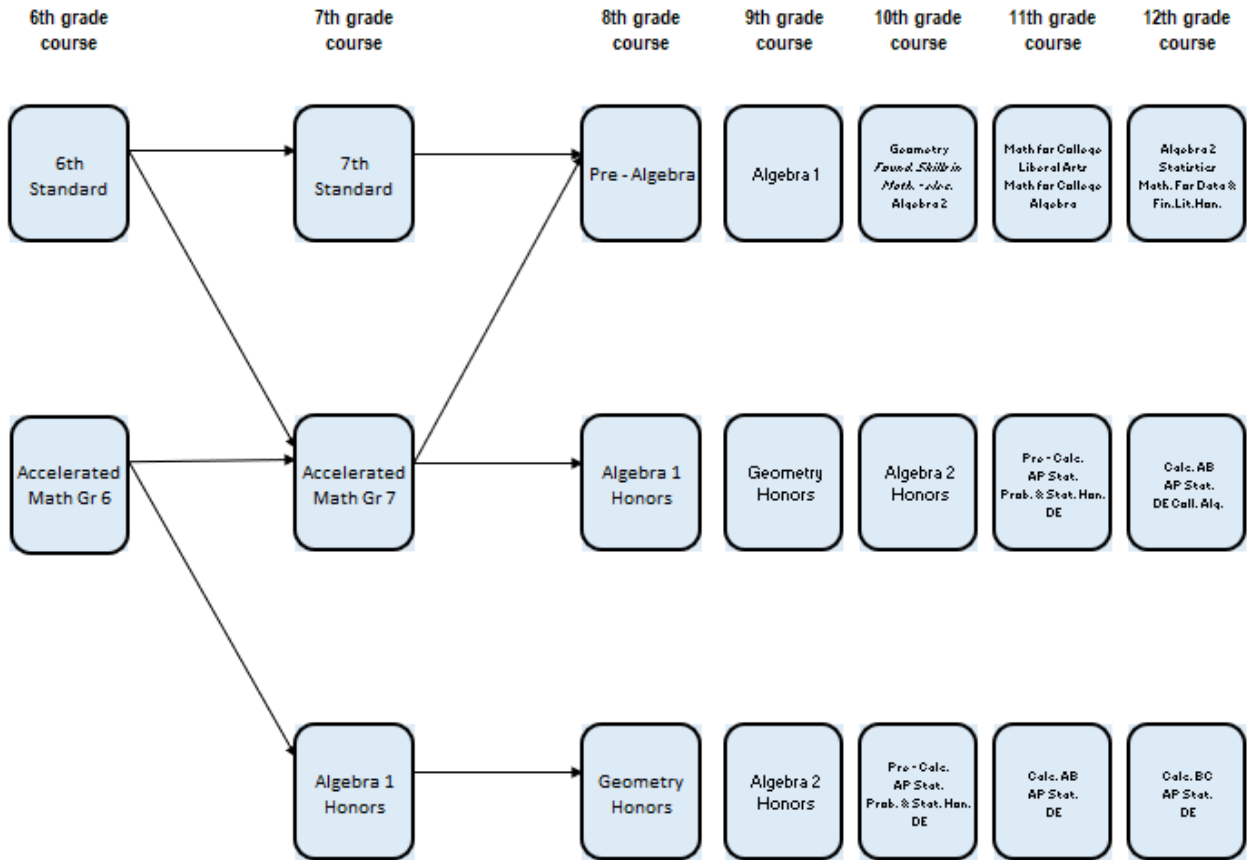 6th grade
course
7th grade
course
8th grade
course
9th grade
course
10th grade
course
11th grade
course
12th grade
course
6th
Standard
7th
Standard
Pre - Algebra
Algebra 1
Geometry
Found. Skills in
Math. - elec.
Algebra 2
Math for College
Liberal Arts
Math for College
Algebra
Algebra 2
Statistics
Math. For Data &
Fin.Lit.Hon.
Accelerated
Math Gr 6
Accelerated
Math Gr 7
Algebra 1
Honors
Geometry
Honors
Algebra 2
Honors
Pre - Calc.
AP Stat.
Prob. & Stat. Hon.
DE
Calc. AB
AP Stat.
DE Coll. Alg.
Algebra 1
Honors
Geometry
Honors
Algebra 2
Honors
Pre - Calc.
AP Stat.
Prob. & Stat. Hon.
DE
Calc. AB
AP Stat.
DE
Calc. BC
AP Stat.
DE